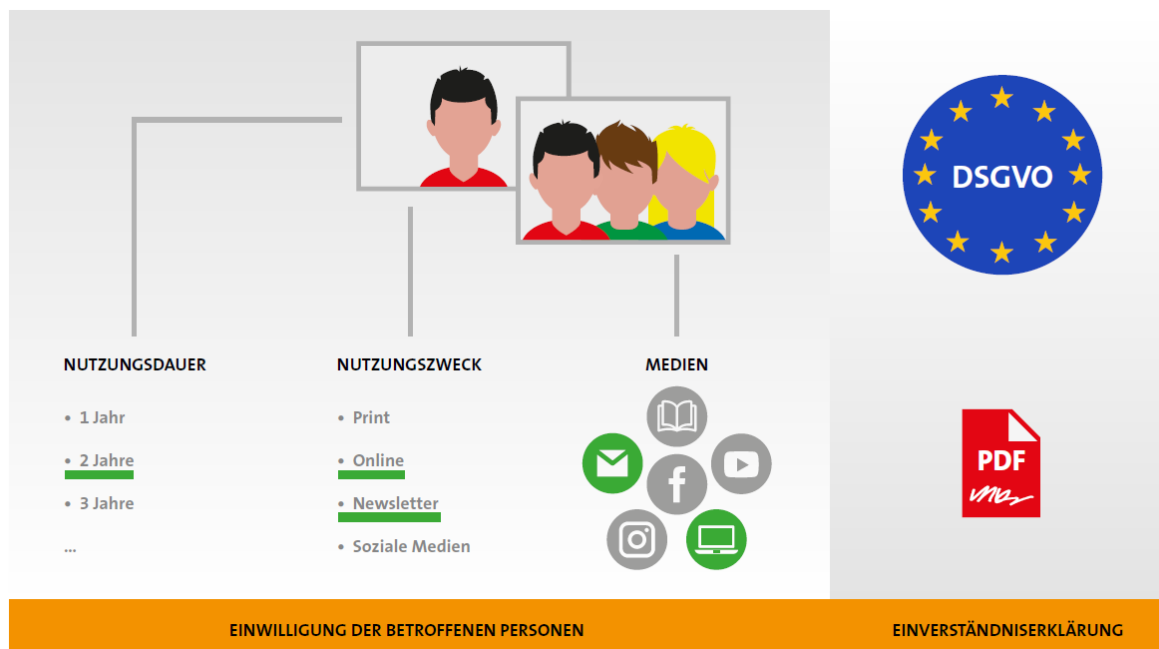 DSGVO
NUTZUNGSDAUER
• 1 Jahr
• 2 Jahre
• 3 Jahre
...
NUTZUNGSZWECK
• Print
• Online
• Newsletter
• Soziale Medien
MEDIEN
f
PDF
EINWILLIGUNG DER BETROFFENEN PERSONEN
EINVERSTÄNDNISERKLÄRUNG